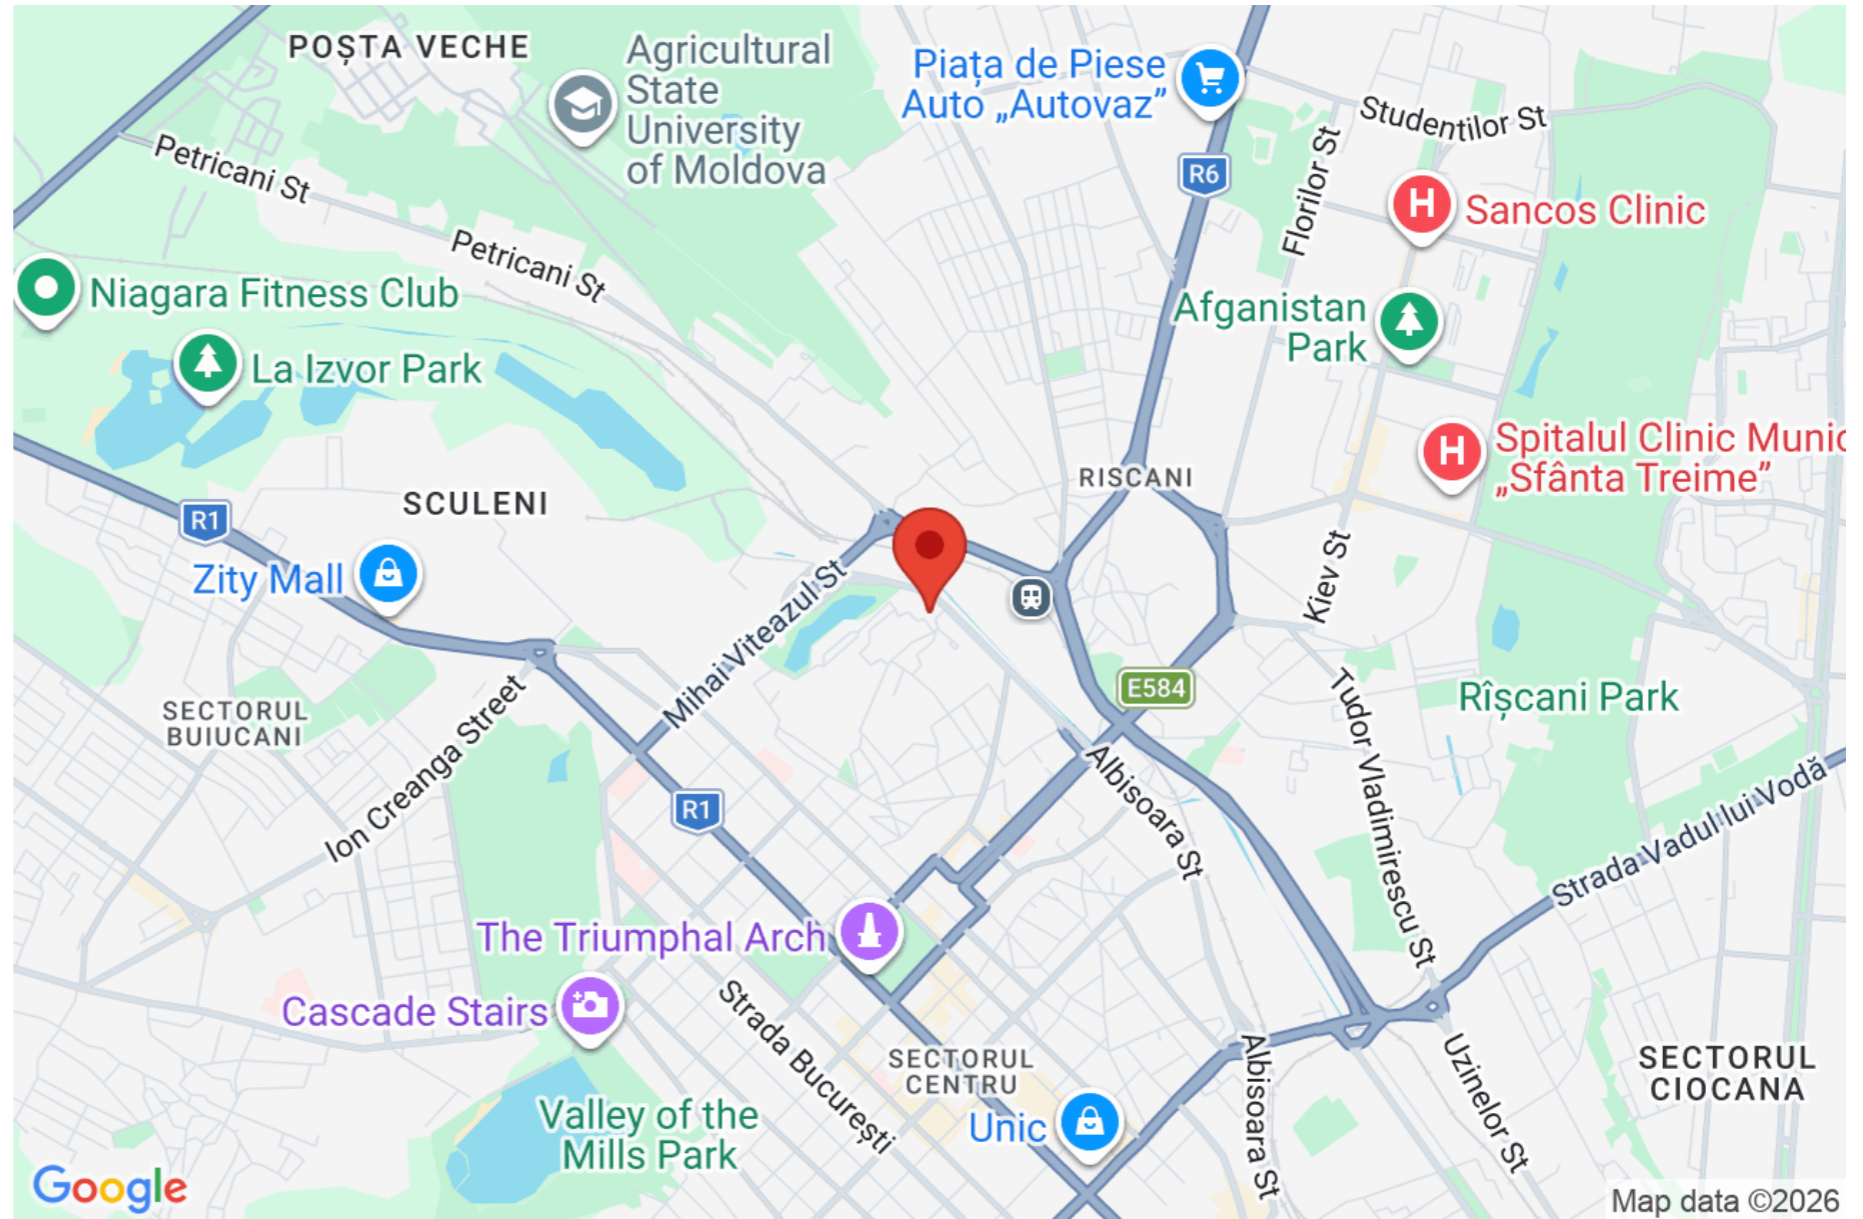 POȘTA VECHE
Agricultural
State
University
of Moldova
Piața de Piese
Auto „Autovaz”
Studentilor St
Petricani St
R6
Florilor St
Sancos Clinic
Petricani St
Niagara Fitness Club
Afganistan
Park
La Izvor Park
Spitalul Clinic Munic
„Sfânta Treime”
RISCANI
SCULENI
R1
Zity Mall
Kiev St
Mihai Viteazul St
E584
Rîșcani Park
SECTORUL
BUIUCANI
Ion Creanga Street
Tudor Vladimirescu St
Albisoara St
R1
Strada Vadul lui Vodă
The Triumphal Arch
Cascade Stairs
Strada București
SECTORUL
CENTRU
Albisoara St
Uzinelor St
SECTORUL
CIOCANA
Valley of the
Mills Park
Unic
Google
Map data ©2026